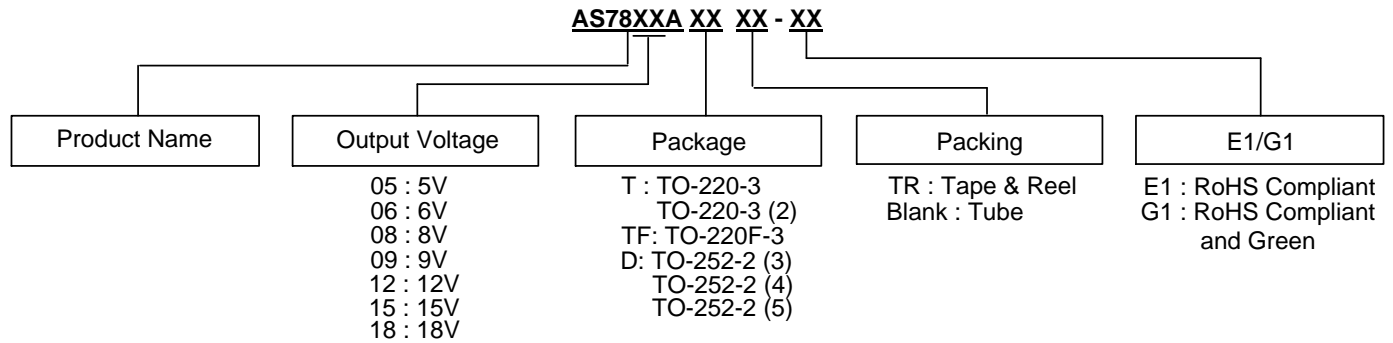 AS78XXA XX XX - XX
Product Name
Output Voltage
Package
Packing
E1/G1
05 : 5V
06 : 6V
08 : 8V
09 : 9V
12 : 12V
15 : 15V
18 : 18V
T : TO-220-3
TO-220-3 (2)
TF: TO-220F-3
D: TO-252-2 (3)
TO-252-2 (4)
TO-252-2 (5)
TR : Tape & Reel
Blank : Tube
E1 : RoHS Compliant
G1 : RoHS Compliant
and Green